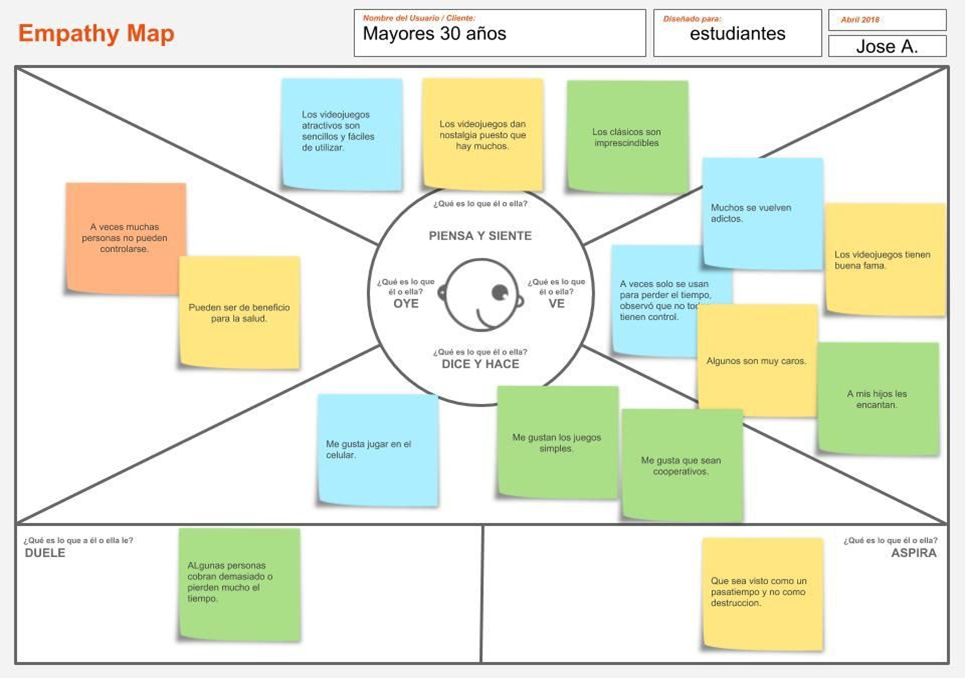 Empathy Map
Nombre del Usuario / Cliente:
Mayores 30 años
Diseñado para:
estudiantes
Abril 2018
Jose A.
Los videojuegos
atractivos son
sencillos y fáciles
de utilizar.
Los videojuegos dan
nostalgia puesto que
hay muchos.
Los clásicos son
imprescindibles
A veces muchas
personas no pueden
controlarse.
Pueden ser de beneficio
para la salud.
¿Qué es lo que él o ella?
PIENSA Y SIENTE
¿Qué es lo que
él o ella?
OYE
¿Qué es lo que
él o ella?
VE
¿Qué es lo que él o ella?
DICE Y HACE
Muchos se vuelven
adictos.
Los videojuegos tienen
buena fama.
A veces solo se usan
para perder el tiempo,
observó que no
tienen control.
Algunos son muy caros.
A mis hijos les
encantan.
Me gusta jugar en el
celular.
Me gustan los juegos
simples.
Me gusta que sean
cooperativos.
¿Qué es lo que a él o ella le?
DUELE
ALgunas personas
cobran demasiado o
pierden mucho el
tiempo.
Que sea visto como un
pasatiempo y no como
destruccion.
¿Qué es lo que él o ella?
ASPIRA